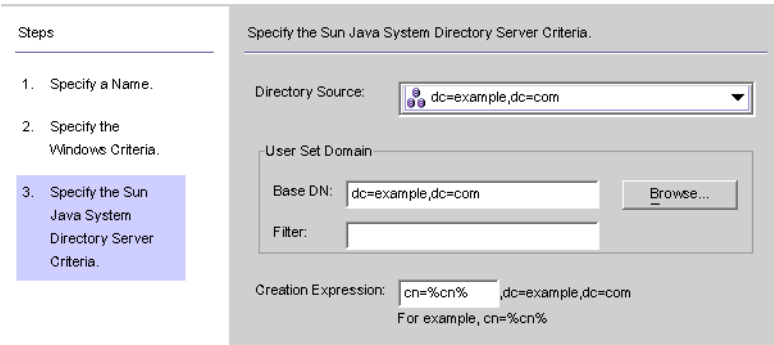 Steps
1. Specify a Name.
2. Specify the
Windows Criteria.
3. Specify the Sun
Java System
Directory Server
Criteria.
Specify the Sun Java System Directory Server Criteria.
Directory Source: dc=example,dc=com
User Set Domain
Base DN: dc=example,dc=com Browse...
Filter:
Creation Expression: cn=%cn% ,dc=example,dc=com
For example, cn=%cn%